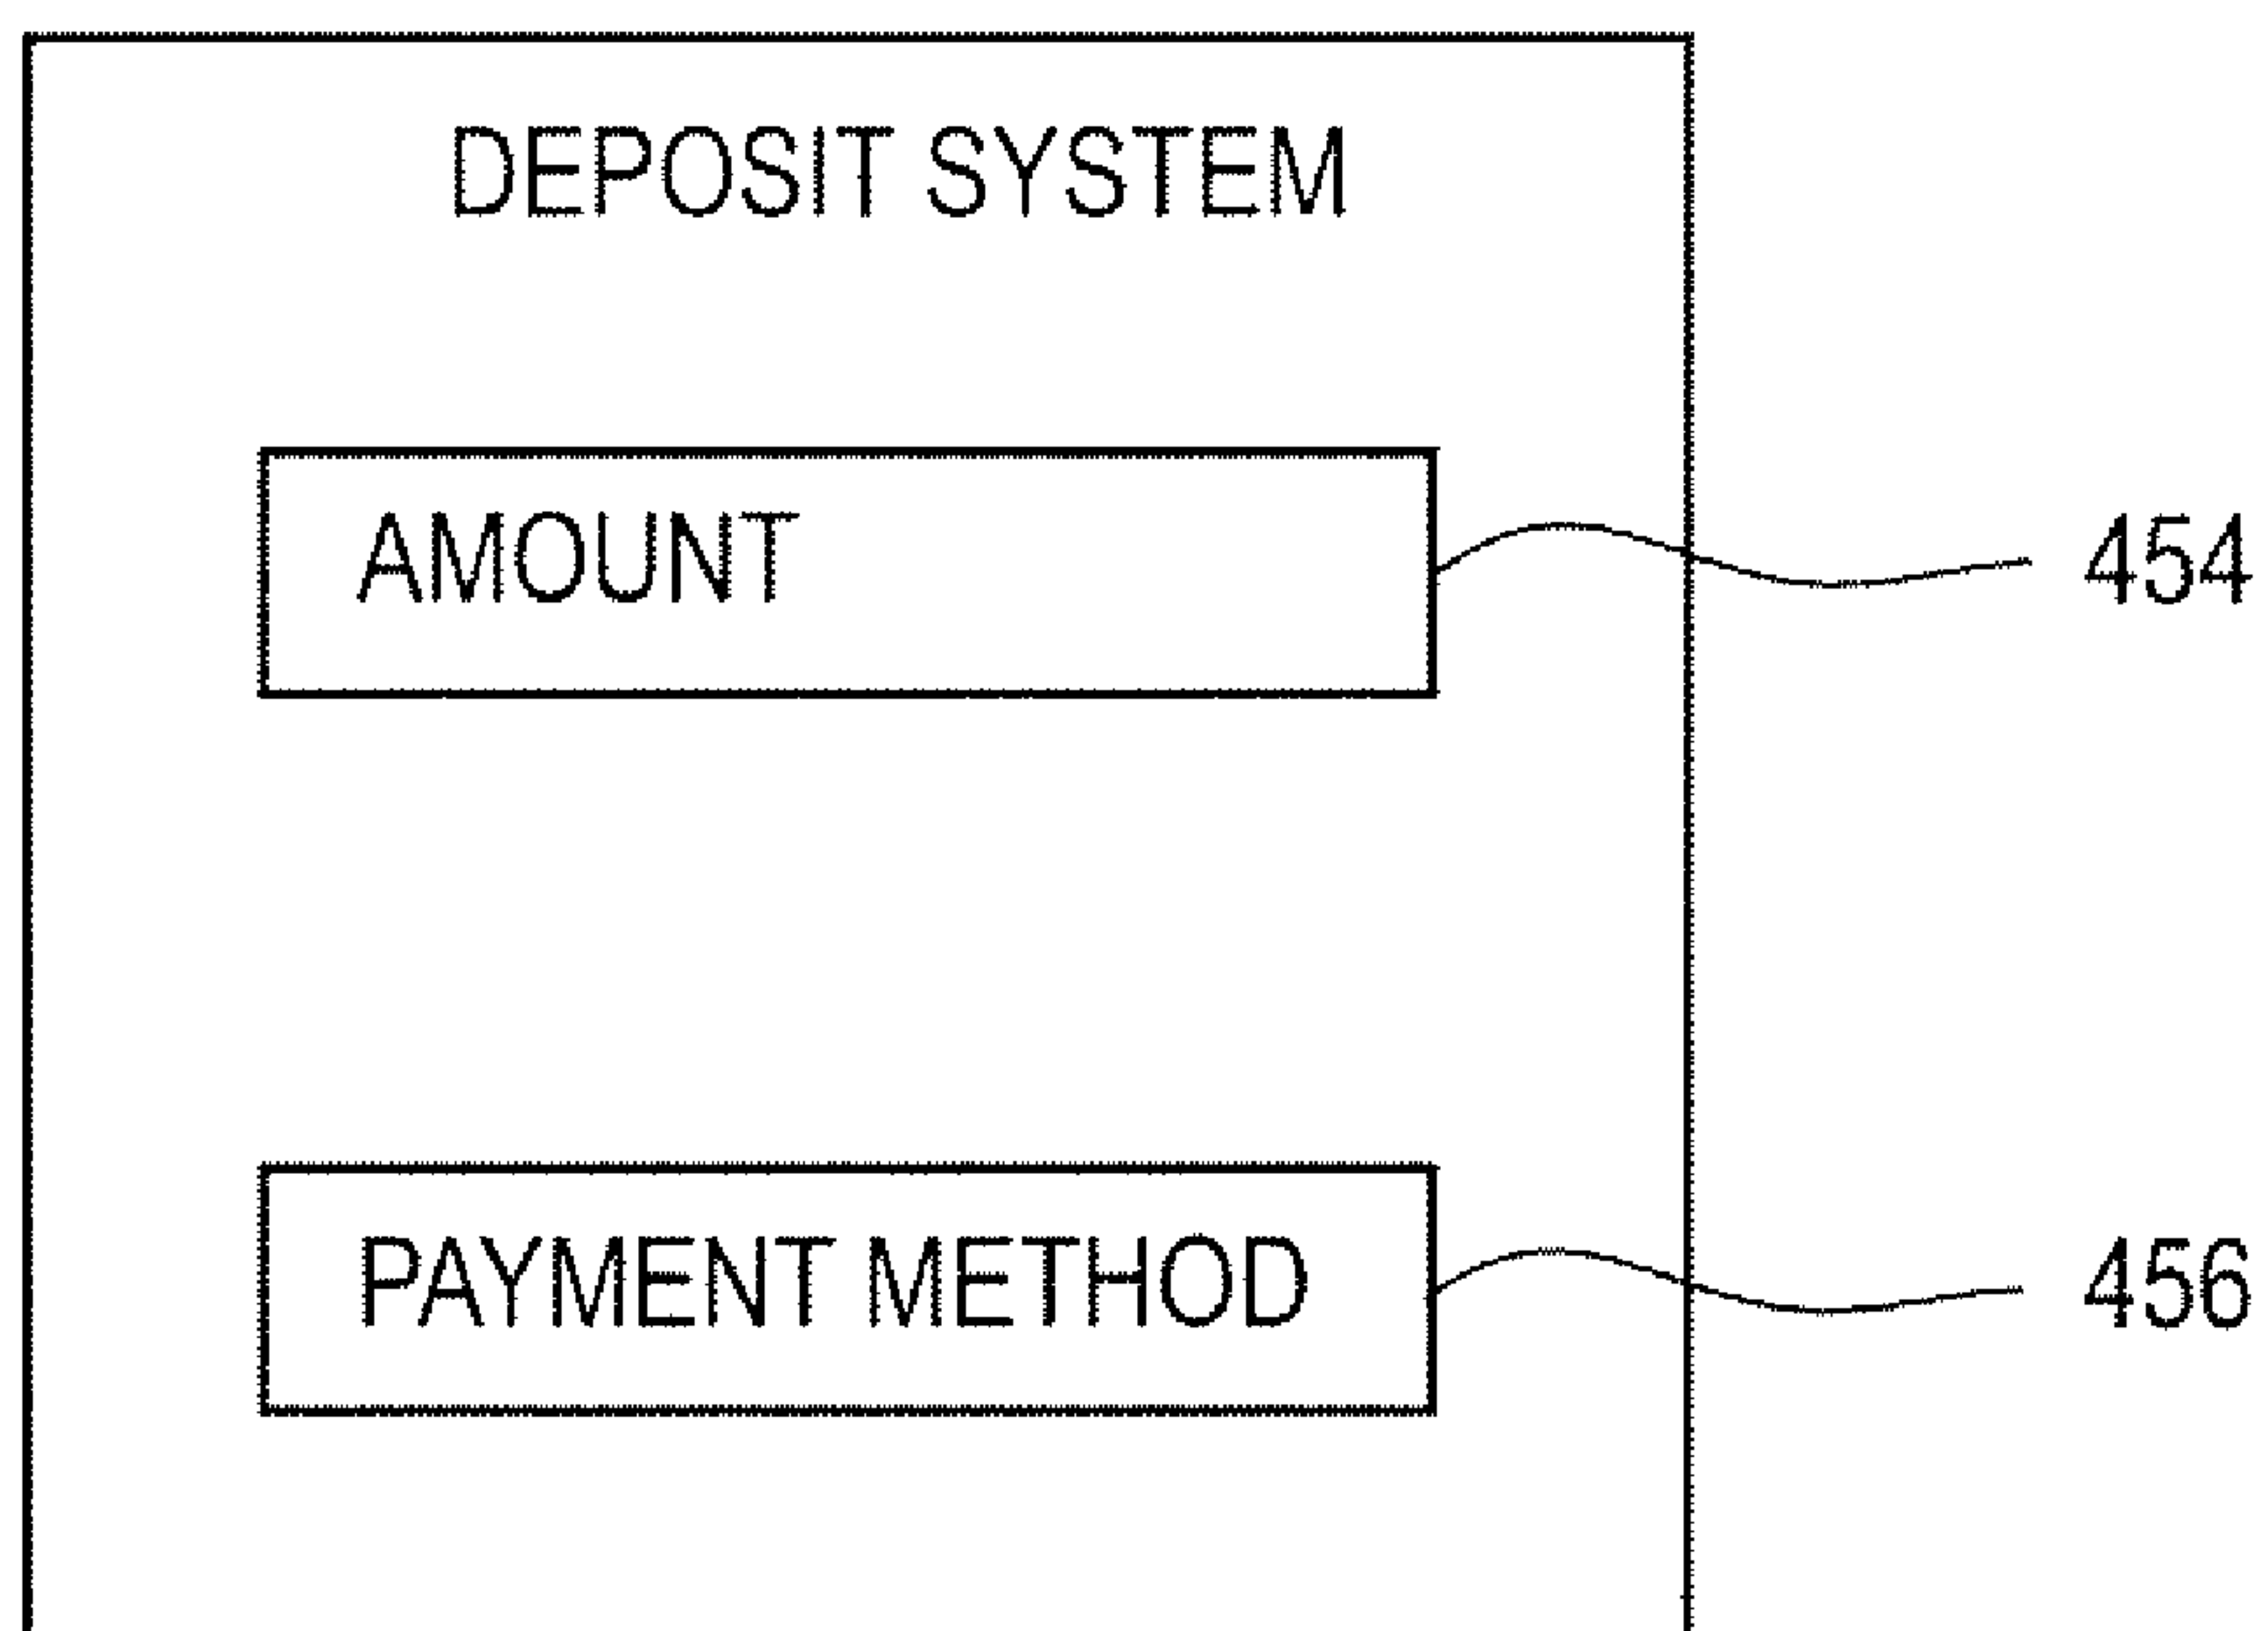 DEPOSIT SYSTEM
AMOUNT
454
PAYMENT METHOD
456